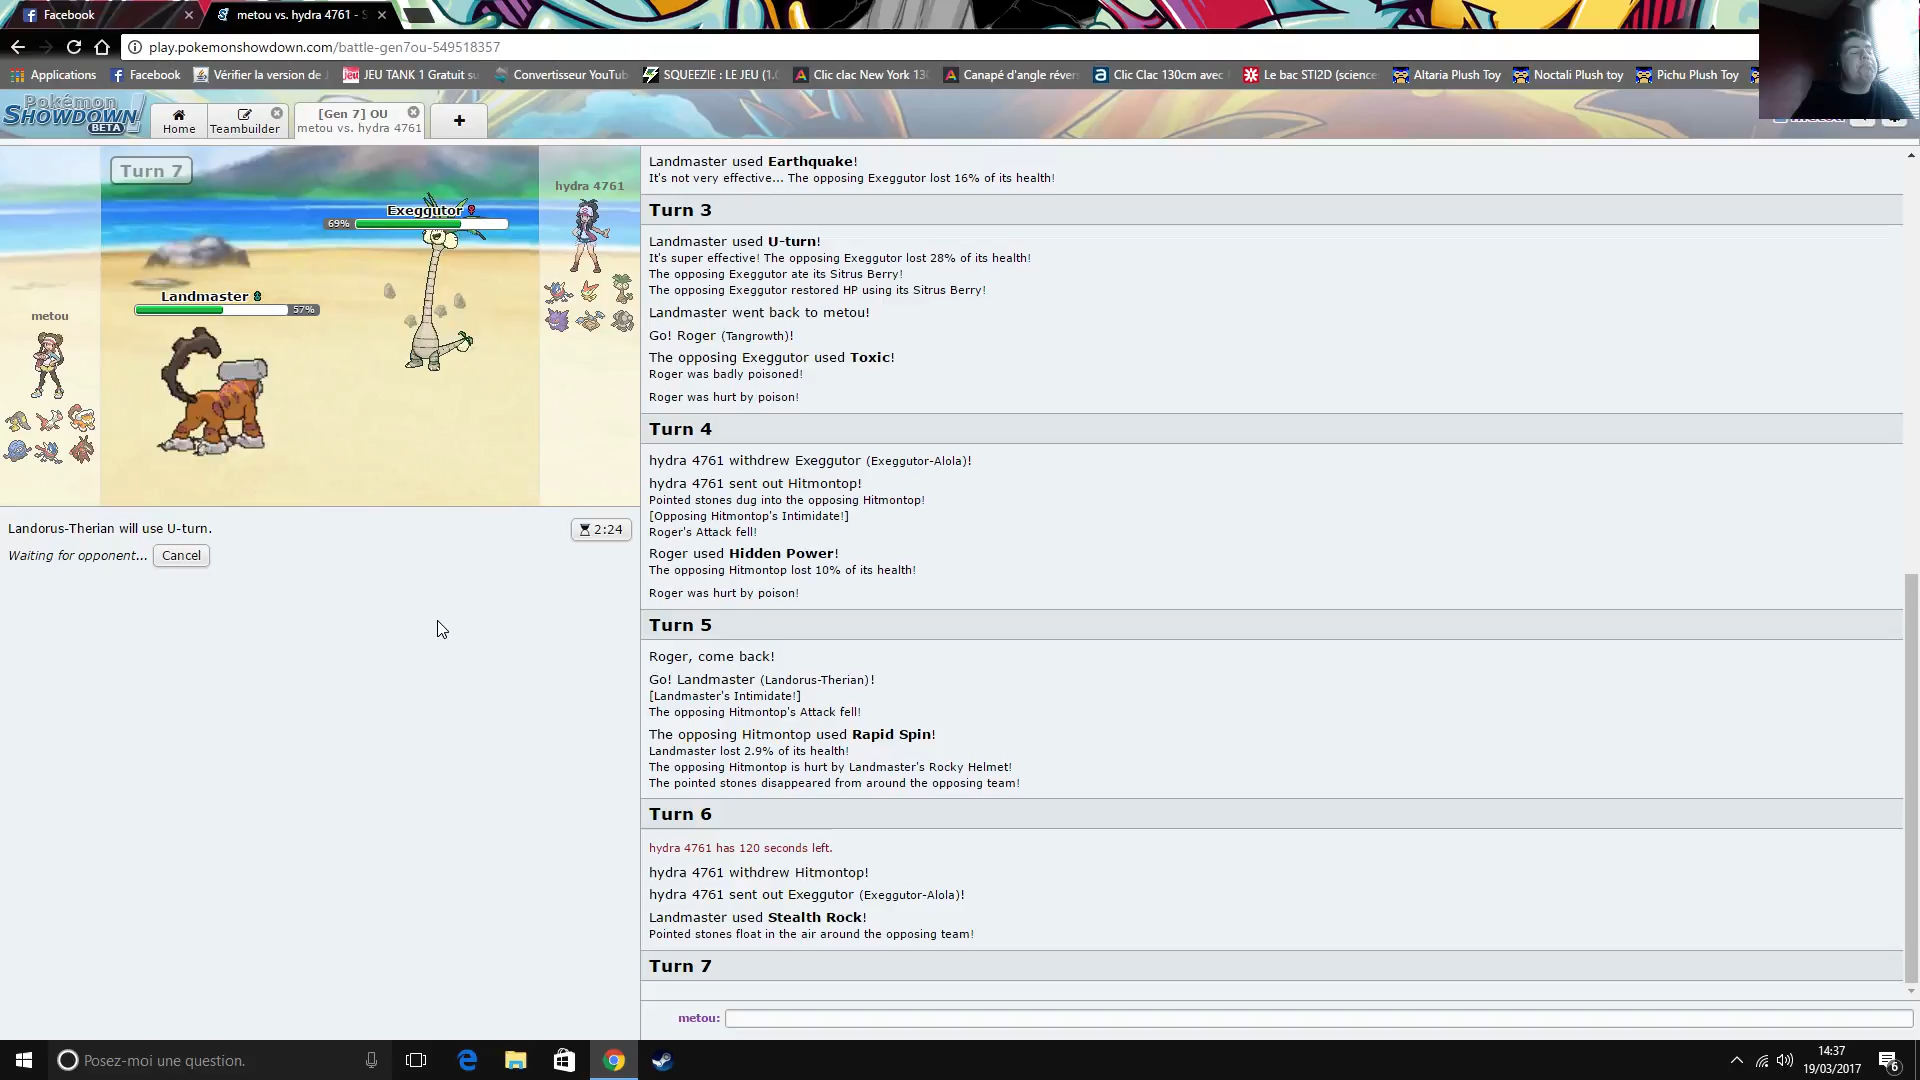 Facebook
metou vs. hydra 4761 - S
play.pokemonshowdown.com/battle-gen7ou-549518357
Applications
Facebook
Vérifier la version de J
JEU TANK 1 Gratuit su
Convertisseur YouTub
SQUEEZIE : LE JEU (1.0
Clic clac New York 130
Canapé d'angle révers
Clic Clac 130cm avec
Le bac STI2D (science
Altaria Plush Toy
Noctali Plush toy
Pichu Plush Toy
Pokémon
SHOWDOWN!
BETA
Home
Teambuilder
[Gen 7] OU
metou vs. hydra 4761
+
Turn 7
hydra 4761
Exeggutor
69%
Landmaster
57%
metou
Landorus-Therian will use U-turn.
2:24
Waiting for opponent...
Cancel
Landmaster used Earthquake!
It's not very effective... The opposing Exeggutor lost 16% of its health!
Turn 3
Landmaster used U-turn!
It's super effective! The opposing Exeggutor lost 28% of its health!
The opposing Exeggutor ate its Sitrus Berry!
The opposing Exeggutor restored HP using its Sitrus Berry!
Landmaster went back to metou!
Go! Roger (Tangrowth)!
The opposing Exeggutor used Toxic!
Roger was badly poisoned!
Roger was hurt by poison!
Turn 4
hydra 4761 withdrew Exeggutor (Exeggutor-Alola)!
hydra 4761 sent out Hitmontop!
Pointed stones dug into the opposing Hitmontop!
[Opposing Hitmontop's Intimidate!]
Roger's Attack fell!
Roger used Hidden Power!
The opposing Hitmontop lost 10% of its health!
Roger was hurt by poison!
Turn 5
Roger, come back!
Go! Landmaster (Landorus-Therian)!
[Landmaster's Intimidate!]
The opposing Hitmontop's Attack fell!
The opposing Hitmontop used Rapid Spin!
Landmaster lost 2.9% of its health!
The opposing Hitmontop is hurt by Landmaster's Rocky Helmet!
The pointed stones disappeared from around the opposing team!
Turn 6
hydra 4761 has 120 seconds left.
hydra 4761 withdrew Hitmontop!
hydra 4761 sent out Exeggutor (Exeggutor-Alola)!
Landmaster used Stealth Rock!
Pointed stones float in the air around the opposing team!
Turn 7
metou:
Posez-moi une question.
14:37
19/03/2017
6